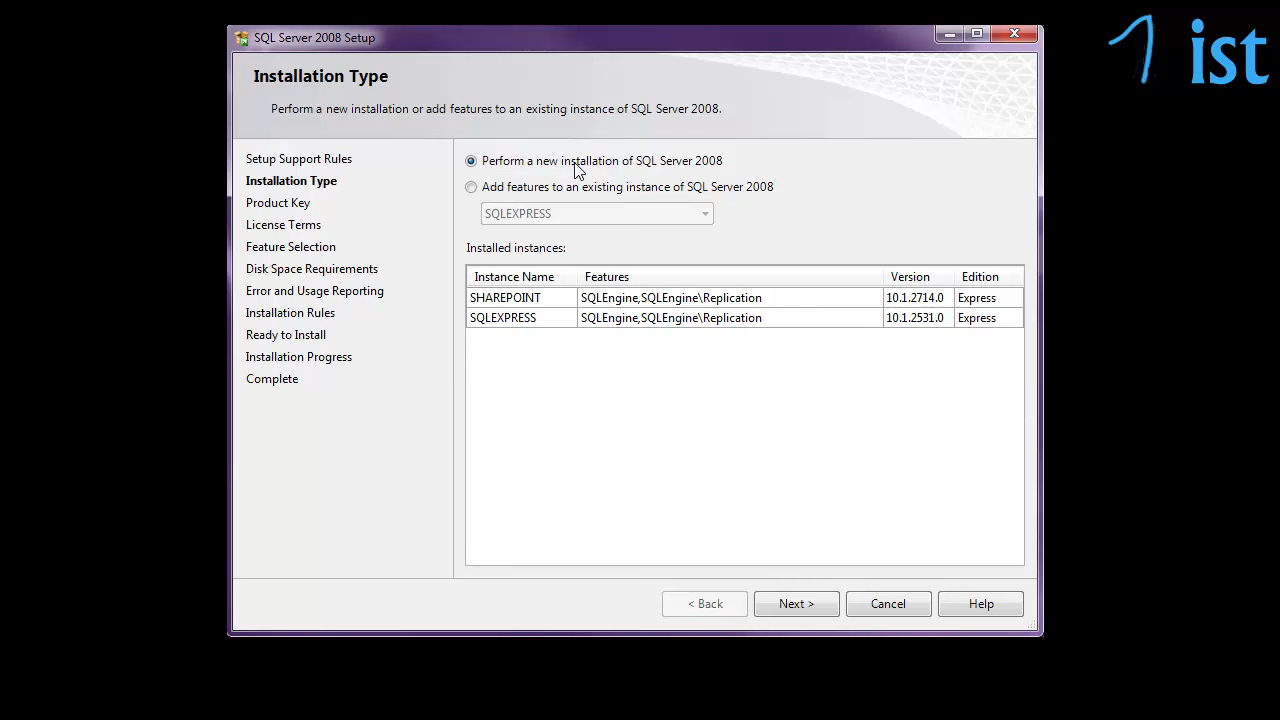 1 ist
SQL Server 2008 Setup
Installation Type
Perform a new installation or add features to an existing instance of SQL Server 2008.
Setup Support Rules
Installation Type
Product Key
License Terms
Feature Selection
Disk Space Requirements
Error and Usage Reporting
Installation Rules
Ready to Install
Installation Progress
Complete
Perform a new installation of SQL Server 2008
Add features to an existing instance of SQL Server 2008
SQLEXPRESS
Installed instances:
Instance Name Features Version Edition
SHAREPOINT SQLEngine,SQLEngine\Replication 10.1.2714.0 Express
SQLEXPRESS SQLEngine,SQLEngine\Replication 10.1.2531.0 Express
< Back Next > Cancel Help